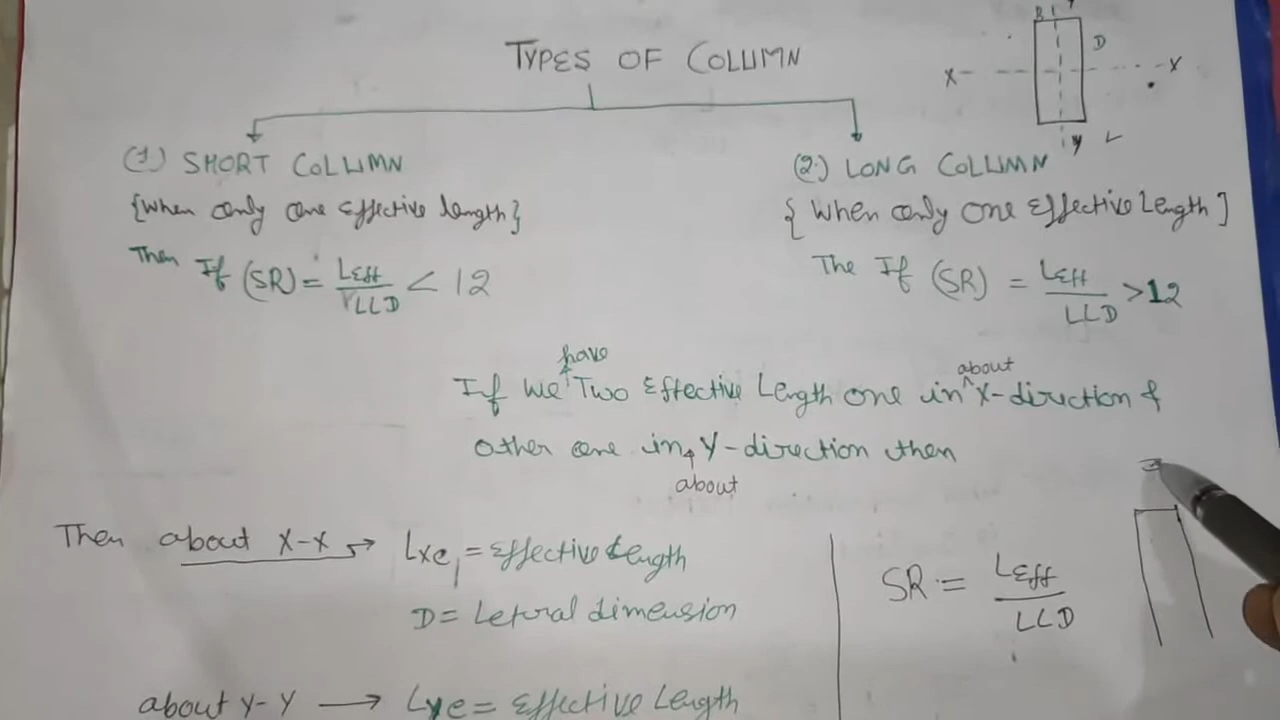 TYPES OF COLUMN
B
D
X
X
y
(1) SHORT COLUMN
{When only one effective length}
Then If (SR) = LEff / LLD < 12
(2) LONG COLUMN
{ When only one Effective Length ]
The If (SR) = LEff / LLD >12
have
about
If we Two Effective Length one in X-direction &
other one in Y-direction then
about
Then about X-X → Lxe = Effective Length
D = Leteral dimension
about y-y → Lye = Effective Length
SR = LEff / LLD